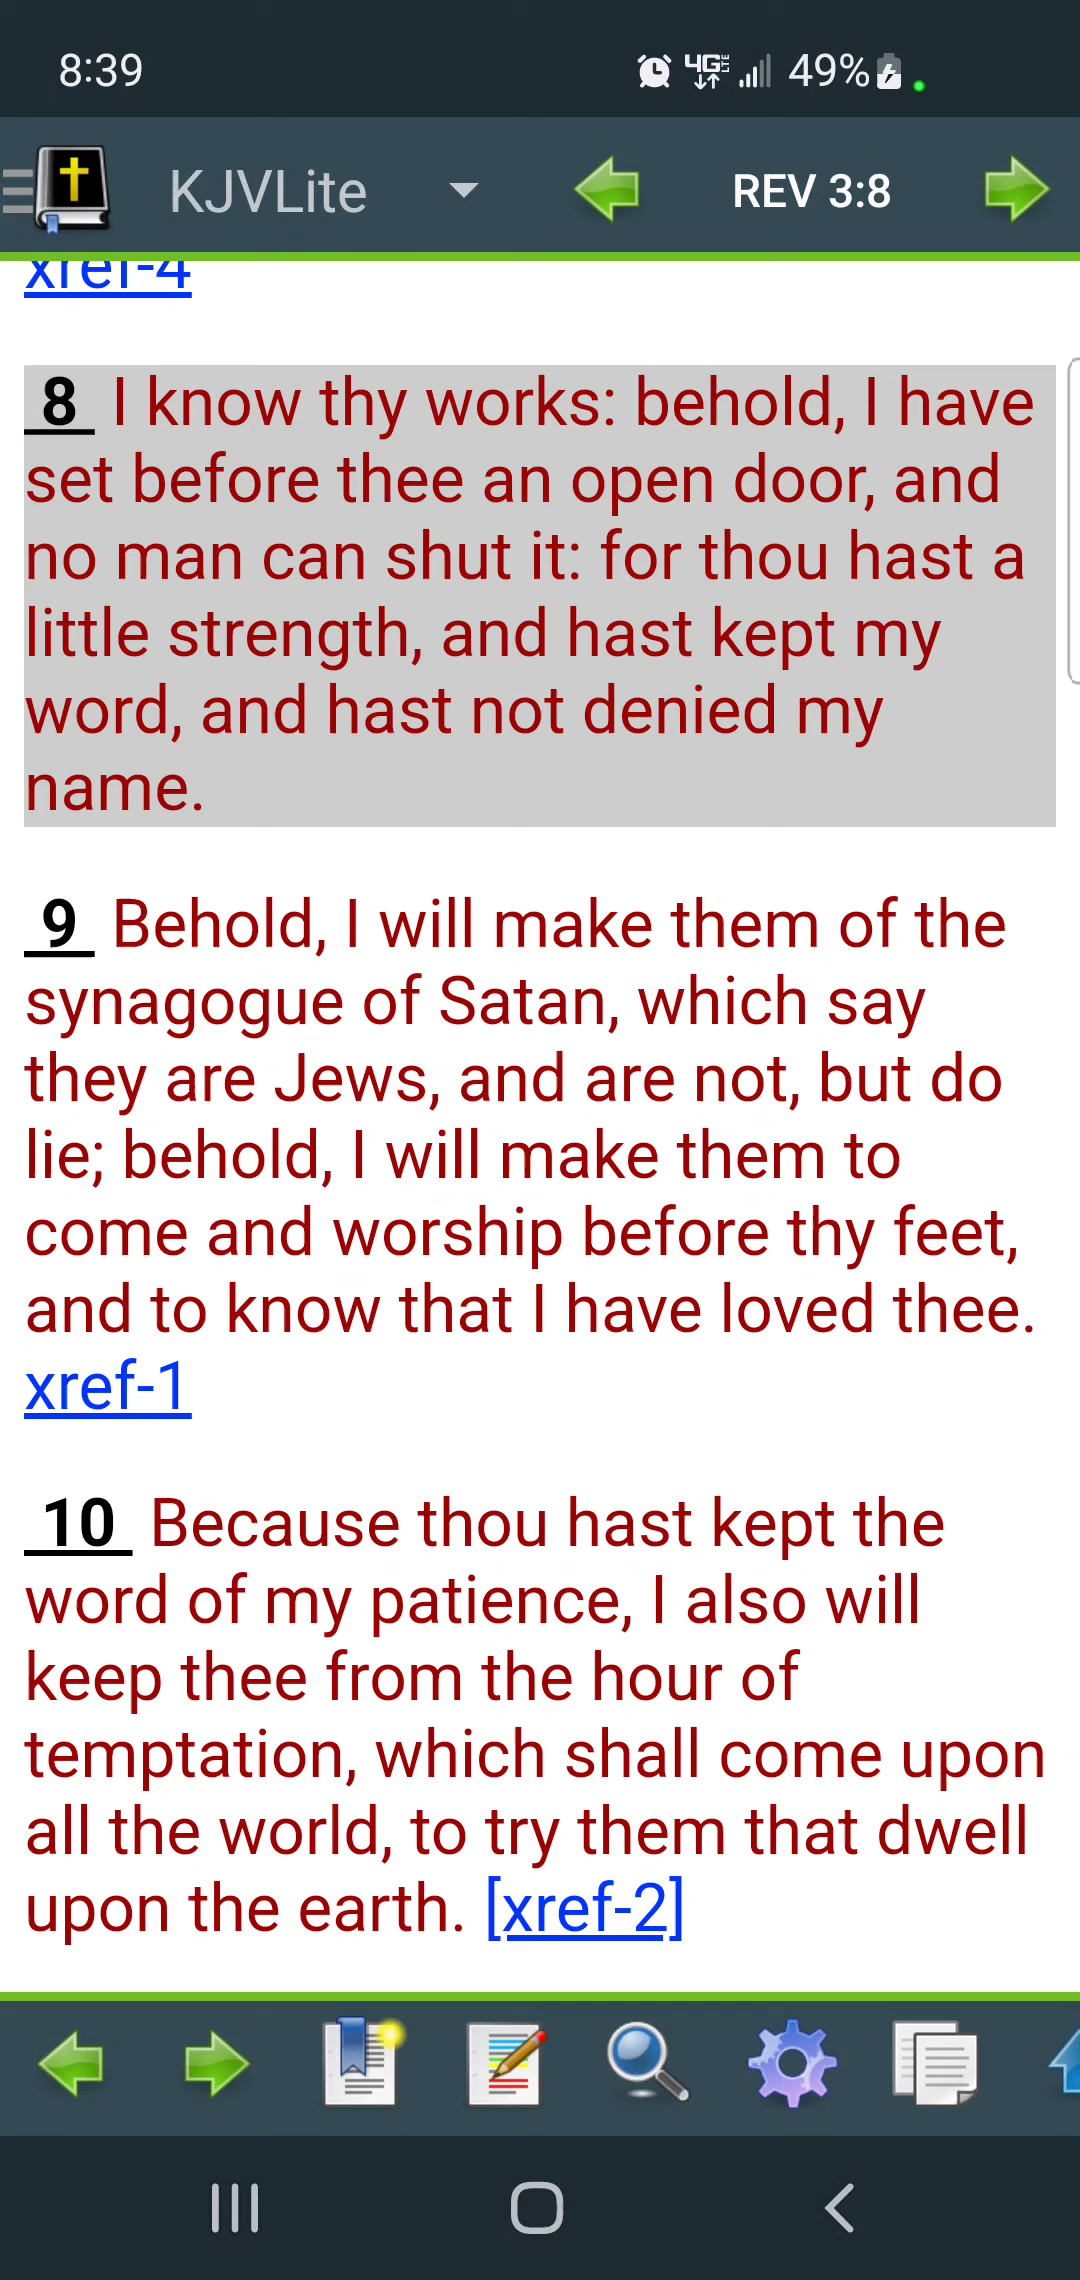 8:39 4G LTE 49%
KJVLite REV 3:8
xref-4
8 I know thy works: behold, I have
set before thee an open door, and
no man can shut it: for thou hast a
little strength, and hast kept my
word, and hast not denied my
name.
9 Behold, I will make them of the
synagogue of Satan, which say
they are Jews, and are not, but do
lie; behold, I will make them to
come and worship before thy feet,
and to know that I have loved thee.
xref-1
10 Because thou hast kept the
word of my patience, I also will
keep thee from the hour of
temptation, which shall come upon
all the world, to try them that dwell
upon the earth. [xref-2]